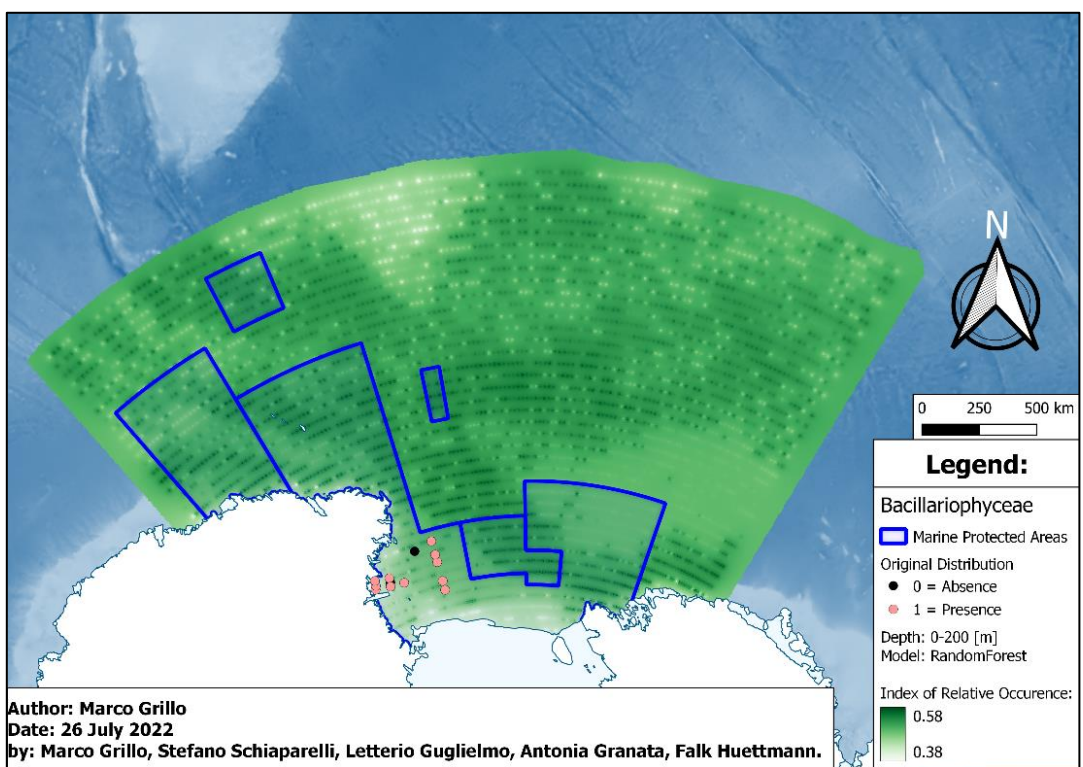 N
0 250 500 km
Legend:
Bacillariophyceae
Marine Protected Areas
Original Distribution
0 = Absence
1 = Presence
Depth: 0-200 [m]
Model: RandomForest
Index of Relative Occurence:
0.58
0.38
Author: Marco Grillo
Date: 26 July 2022
by: Marco Grillo, Stefano Schiaparelli, Letterio Guglielmo, Antonia Granata, Falk Huettmann.